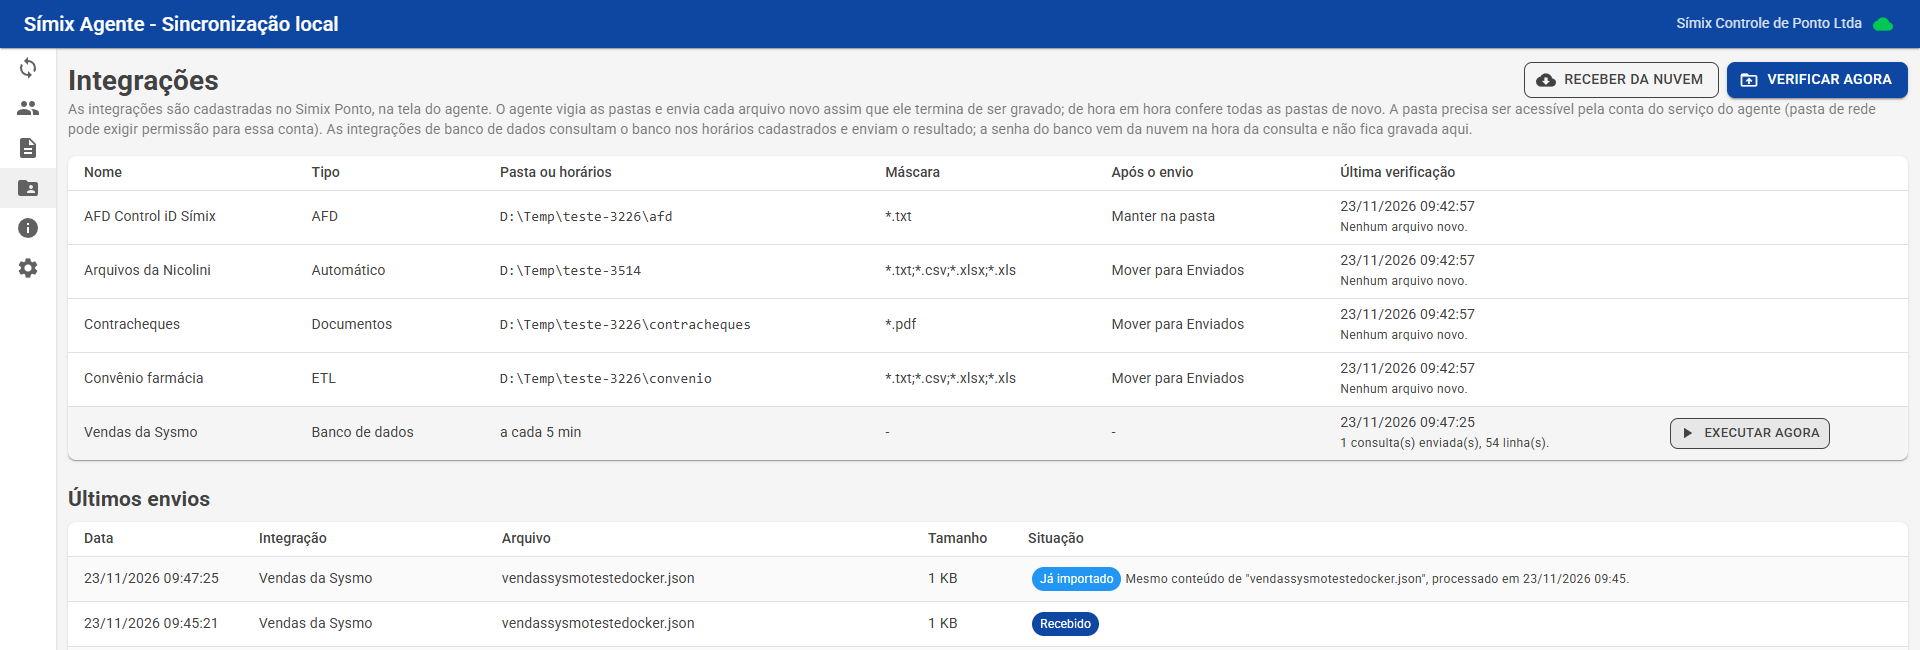 Símix Agente - Sincronização local
Símix Controle de Ponto Ltda
Integrações
RECEBER DA NUVEM
VERIFICAR AGORA
As integrações são cadastradas no Simix Ponto, na tela do agente. O agente vigia as pastas e envia cada arquivo novo assim que ele termina de ser gravado; de hora em hora confere todas as pastas de novo. A pasta precisa ser acessível pela conta do serviço do agente (pasta de rede
pode exigir permissão para essa conta). As integrações de banco de dados consultam o banco nos horários cadastrados e enviam o resultado; a senha do banco vem da nuvem na hora da consulta e não fica gravada aqui.
Nome Tipo Pasta ou horários Máscara Após o envio Última verificação
AFD Control iD Símix AFD D:\Temp\teste-3226\afd *.txt Manter na pasta 23/11/2026 09:42:57
Nenhum arquivo novo.
Arquivos da Nicolini Automático D:\Temp\teste-3514 *.txt;*.csv;*.xlsx;*.xls Mover para Enviados 23/11/2026 09:42:57
Nenhum arquivo novo.
Contracheques Documentos D:\Temp\teste-3226\contracheques *.pdf Mover para Enviados 23/11/2026 09:42:57
Nenhum arquivo novo.
Convênio farmácia ETL D:\Temp\teste-3226\convenio *.txt;*.csv;*.xlsx;*.xls Mover para Enviados 23/11/2026 09:42:57
Nenhum arquivo novo.
Vendas da Sysmo Banco de dados a cada 5 min - - 23/11/2026 09:47:25
1 consulta(s) enviada(s), 54 linha(s).
EXECUTAR AGORA
Últimos envios
Data Integração Arquivo Tamanho Situação
23/11/2026 09:47:25 Vendas da Sysmo vendassysmotestedocker.json 1 KB Já importado Mesmo conteúdo de "vendassysmotestedocker.json", processado em 23/11/2026 09:45.
23/11/2026 09:45:21 Vendas da Sysmo vendassysmotestedocker.json 1 KB Recebido